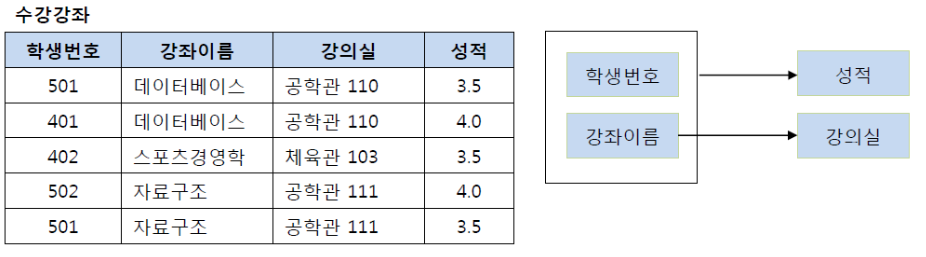 수강강좌
학생번호 강좌이름 강의실 성적
501 데이터베이스 공학관 110 3.5
401 데이터베이스 공학관 110 4.0
402 스포츠경영학 체육관 103 3.5
502 자료구조 공학관 111 4.0
501 자료구조 공학관 111 3.5
학생번호 성적
강좌이름 강의실